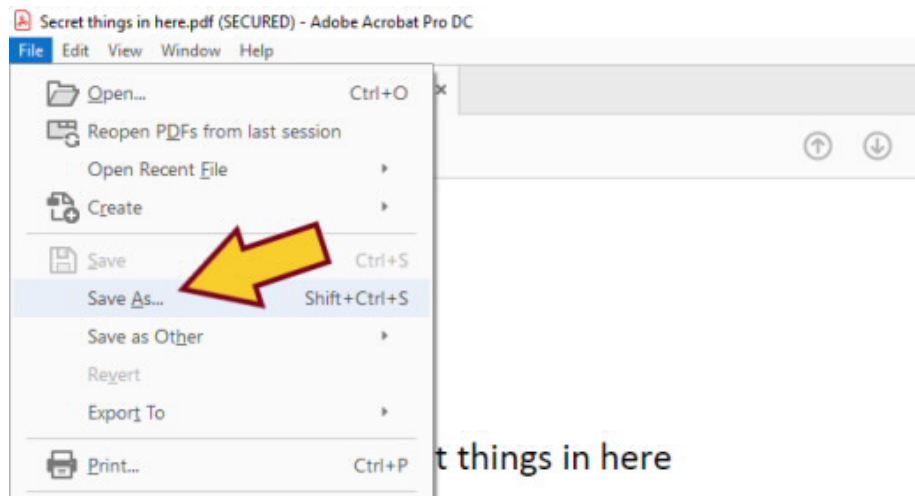 Secret things in here.pdf (SECURED) - Adobe Acrobat Pro DC
File Edit View Window Help
Open... Ctrl+O
Reopen PDFs from last session
Open Recent File
Create
Save Ctrl+S
Save As... Shift+Ctrl+S
Save as Other
Revert
Export To
t things in here
Print... Ctrl+P